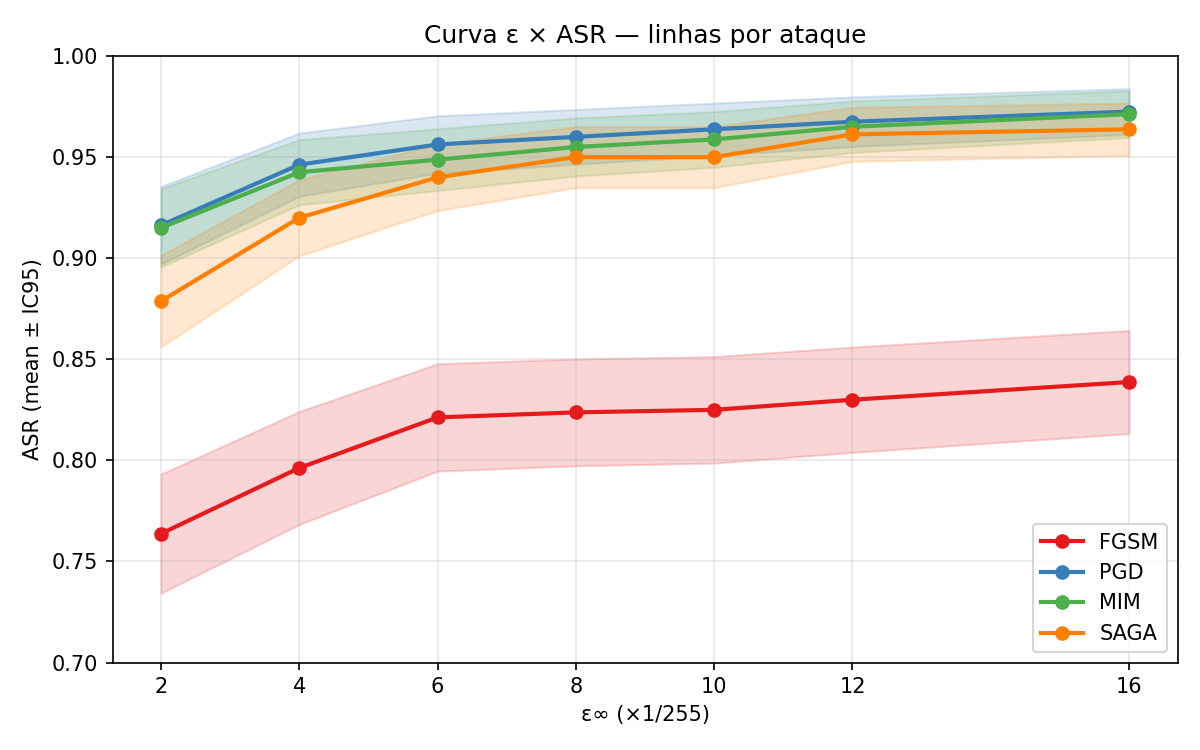 Curva ε × ASR — linhas por ataque
1.00
0.95
0.90
0.85
0.80
0.75
0.70
ASR (mean ± IC95)
2 4 6 8 10 12 16
ε∞ (×1/255)
FGSM
PGD
MIM
SAGA